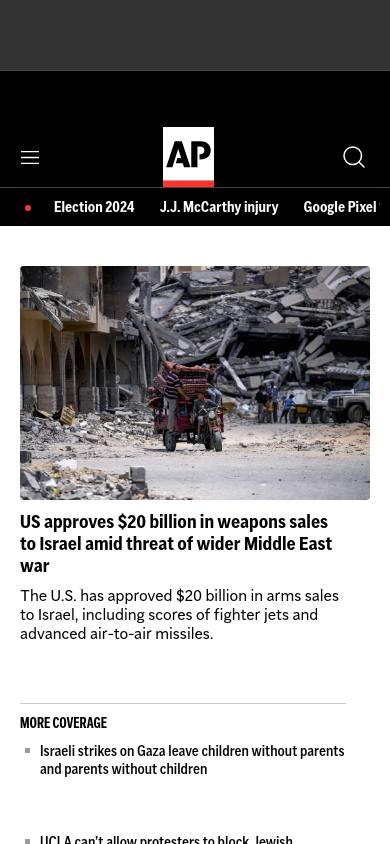 AP
Election 2024
J.J. McCarthy injury
Google Pixel
US approves $20 billion in weapons sales
to Israel amid threat of wider Middle East
war
The U.S. has approved $20 billion in arms sales
to Israel, including scores of fighter jets and
advanced air-to-air missiles.
MORE COVERAGE
Israeli strikes on Gaza leave children without parents
and parents without children
UCLA can't allow protesters to block Jewish